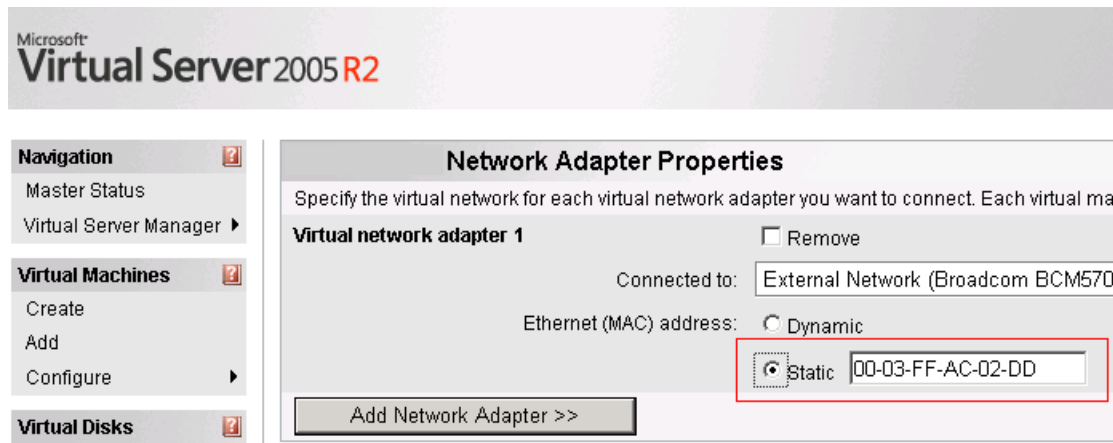 Microsoft
Virtual Server 2005 R2
Navigation
Master Status
Virtual Server Manager
Virtual Machines
Create
Add
Configure
Virtual Disks
Network Adapter Properties
Specify the virtual network for each virtual network adapter you want to connect. Each virtual ma
Virtual network adapter 1
Remove
Connected to: External Network (Broadcom BCM570
Ethernet (MAC) address: Dynamic
Static 00-03-FF-AC-02-DD
Add Network Adapter >>